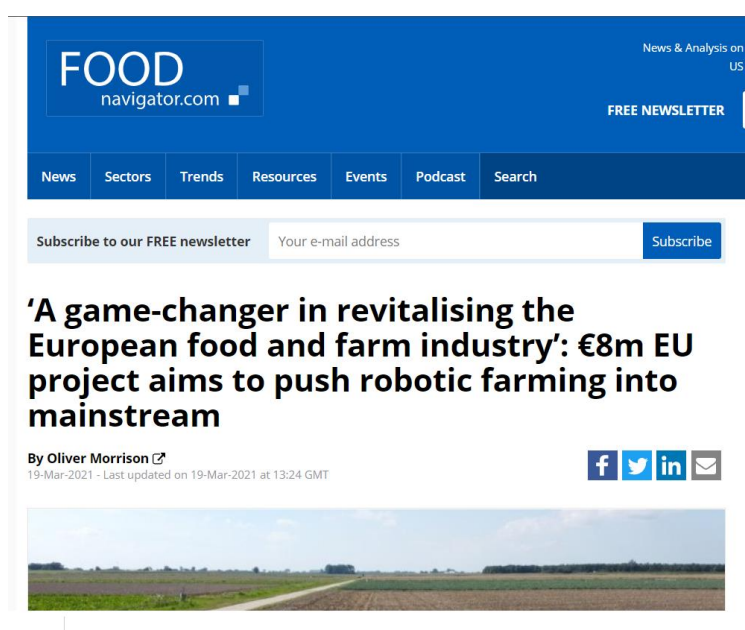 FOOD
navigator.com
News & Analysis on
US
FREE NEWSLETTER
News Sectors Trends Resources Events Podcast Search
Subscribe to our FREE newsletter Your e-mail address Subscribe
‘A game-changer in revitalising the
European food and farm industry’: €8m EU
project aims to push robotic farming into
mainstream
By Oliver Morrison
19-Mar-2021 - Last updated on 19-Mar-2021 at 13:24 GMT
f in